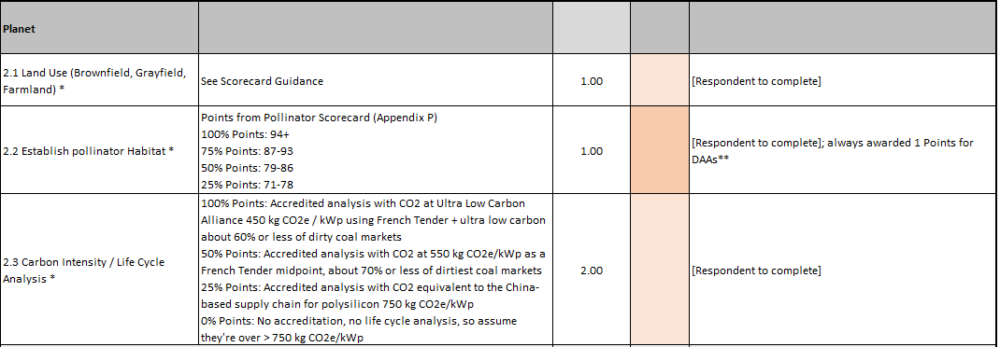 Planet
2.1 Land Use (Brownfield, Grayfield,
Farmland) *
See Scorecard Guidance
1.00
[Respondent to complete]
2.2 Establish pollinator Habitat *
Points from Pollinator Scorecard (Appendix P)
100% Points: 94+
75% Points: 87-93
50% Points: 79-86
25% Points: 71-78
1.00
[Respondent to complete]; always awarded 1 Points for
DAAs**
2.3 Carbon Intensity / Life Cycle
Analysis *
100% Points: Accredited analysis with CO2 at Ultra Low Carbon
Alliance 450 kg CO2e / kWp using French Tender + ultra low carbon
about 60% or less of dirty coal markets
50% Points: Accredited analysis with CO2 at 550 kg CO2e/kWp as a
French Tender midpoint, about 70% or less of dirtiest coal markets
25% Points: Accredited analysis with CO2 equivalent to the China-
based supply chain for polysilicon 750 kg CO2e/kWp
0% Points: No accreditation, no life cycle analysis, so assume
they're over > 750 kg CO2e/kWp
2.00
[Respondent to complete]